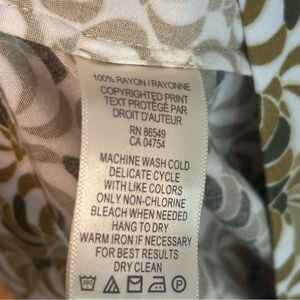 100% RAYON / RAYONNE
COPYRIGHTED PRINT
TEXT PROTÉGÉ PAR
DROIT D'AUTEUR
RN 86549
CA 04754
MACHINE WASH COLD
DELICATE CYCLE
WITH LIKE COLORS
ONLY NON-CHLORINE
BLEACH WHEN NEEDED
HANG TO DRY
WARM IRON IF NECESSARY
FOR BEST RESULTS
DRY CLEAN